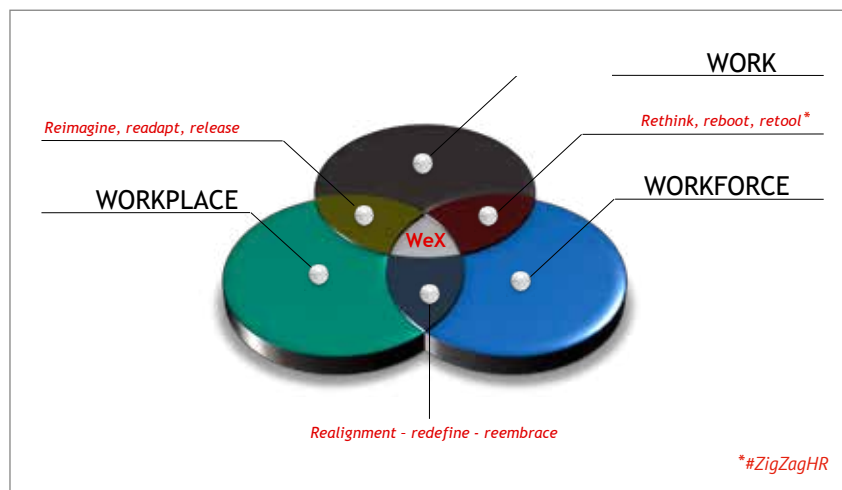 WORK
Reimagine, readapt, release
Rethink, reboot, retool*
WORKPLACE
WORKFORCE
WeX
Realignment – redefine - reembrace
*#ZigZagHR